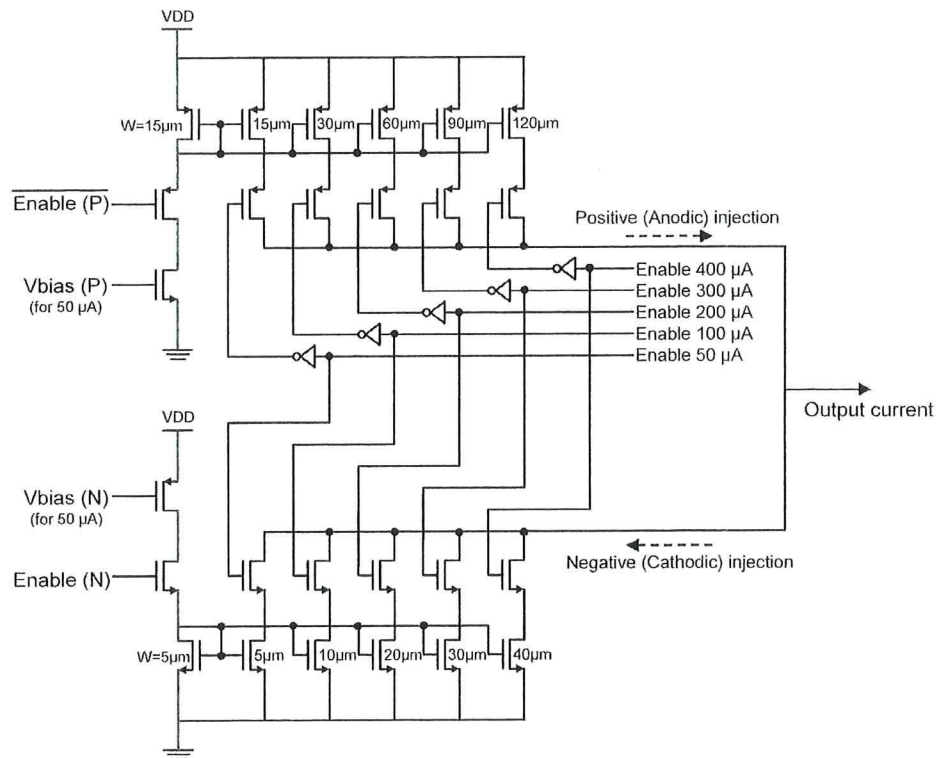 VDD
W=15μm
15μm
30μm
60μm
90μm
120μm
Enable (P)
Vbias (P)
(for 50 μA)
Positive (Anodic) injection
Enable 400 μA
Enable 300 μA
Enable 200 μA
Enable 100 μA
Enable 50 μA
Output current
VDD
Vbias (N)
(for 50 μA)
Enable (N)
Negative (Cathodic) injection
W=5μm
5μm
10μm
20μm
30μm
40μm